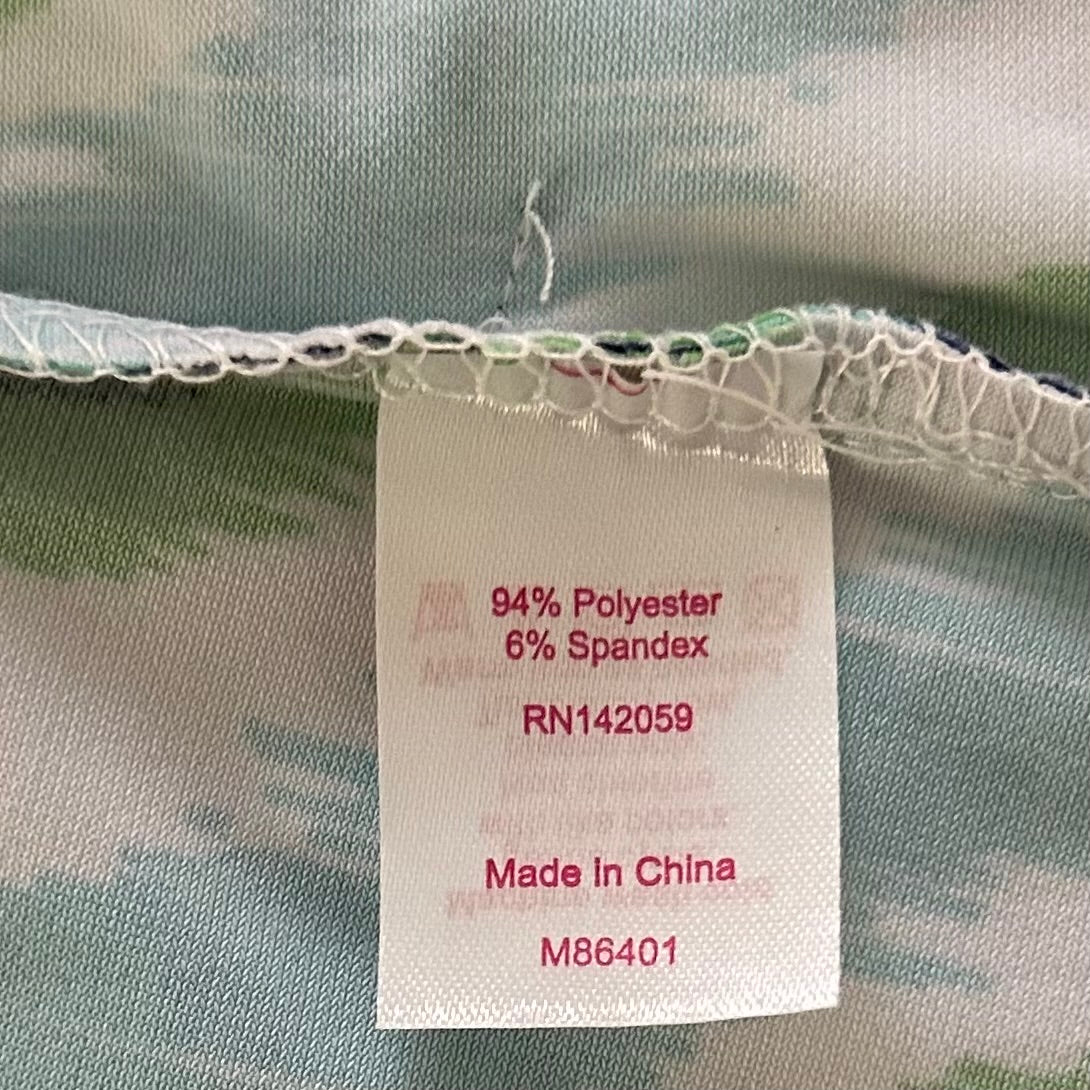 94% Polyester
6% Spandex
RN142059
Made in China
M86401